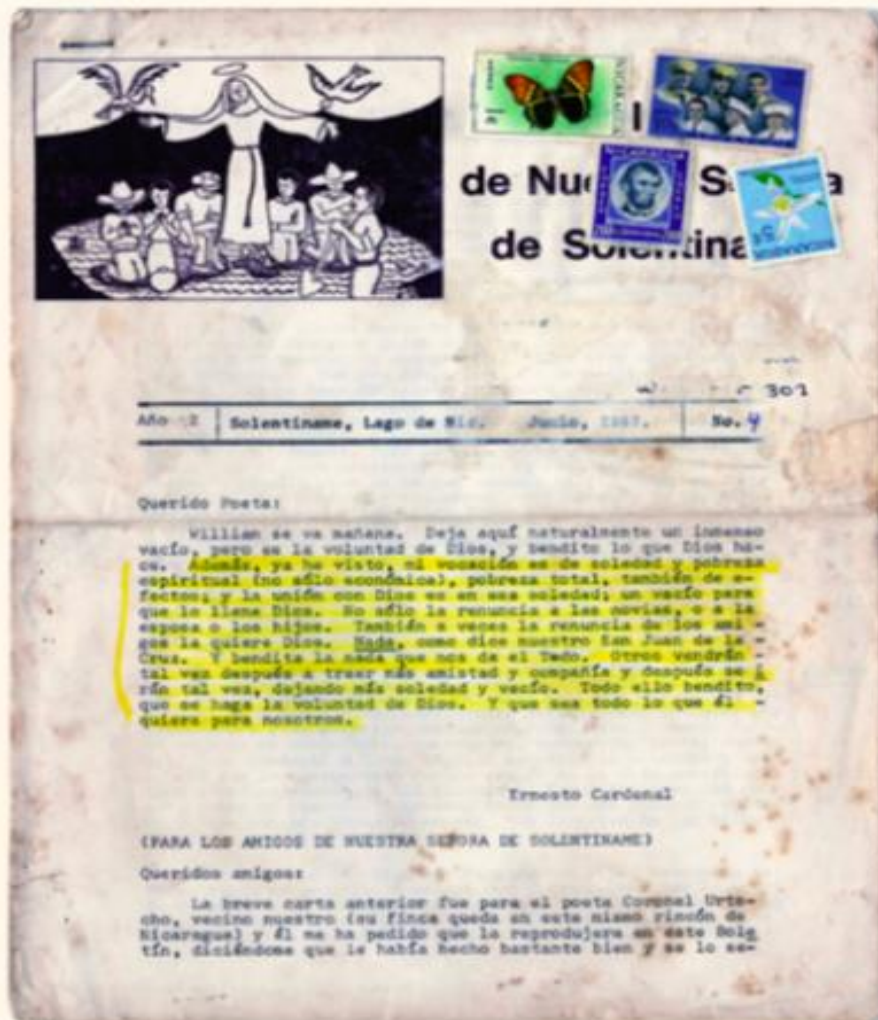 de Nue
de Solentina
302
Año 2 Solentiname, Lago de Nic. Junio, No. 4
Querido Poeta:
William se va mañana. Deja aquí naturalmente un inmenso
vacío, pero es la voluntad de Dios, y bendito lo que Dios ha-
ce. Además, ya he visto, mi vocación es de soledad y pobreza
espiritual (no sólo económica), pobreza total, también de a-
fectos; y la unión con Dios es en esa soledad; un vacío para
que lo llene Dios. No sólo la renuncia a las novias, o a la
esposa o los hijos. También a veces la renuncia de los ami -
gos la quiere Dios. Nada, como dice nuestro San Juan de la -
Cruz. Y bendita la nada que nos da el Todo. Otros vendrán -
tal vez después a traer más amistad y compañía y después se i
rán tal vez, dejando más soledad y vacío. Todo ello bendito,
que se haga la voluntad de Dios. Y que sea todo lo que él -
quiera para nosotros.
Ernesto Cardenal
(PARA LOS AMIGOS DE NUESTRA SEÑORA DE SOLENTINAME)
Queridos amigos:
La breve carta anterior fue para el poeta Coronel Urte-
cho, vecino nuestro (su finca queda en este mismo rincón de
Nicaragua) y él me ha pedido que la reprodujera en este Bole
tín, diciéndome que le había hecho bastante bien y se lo se-